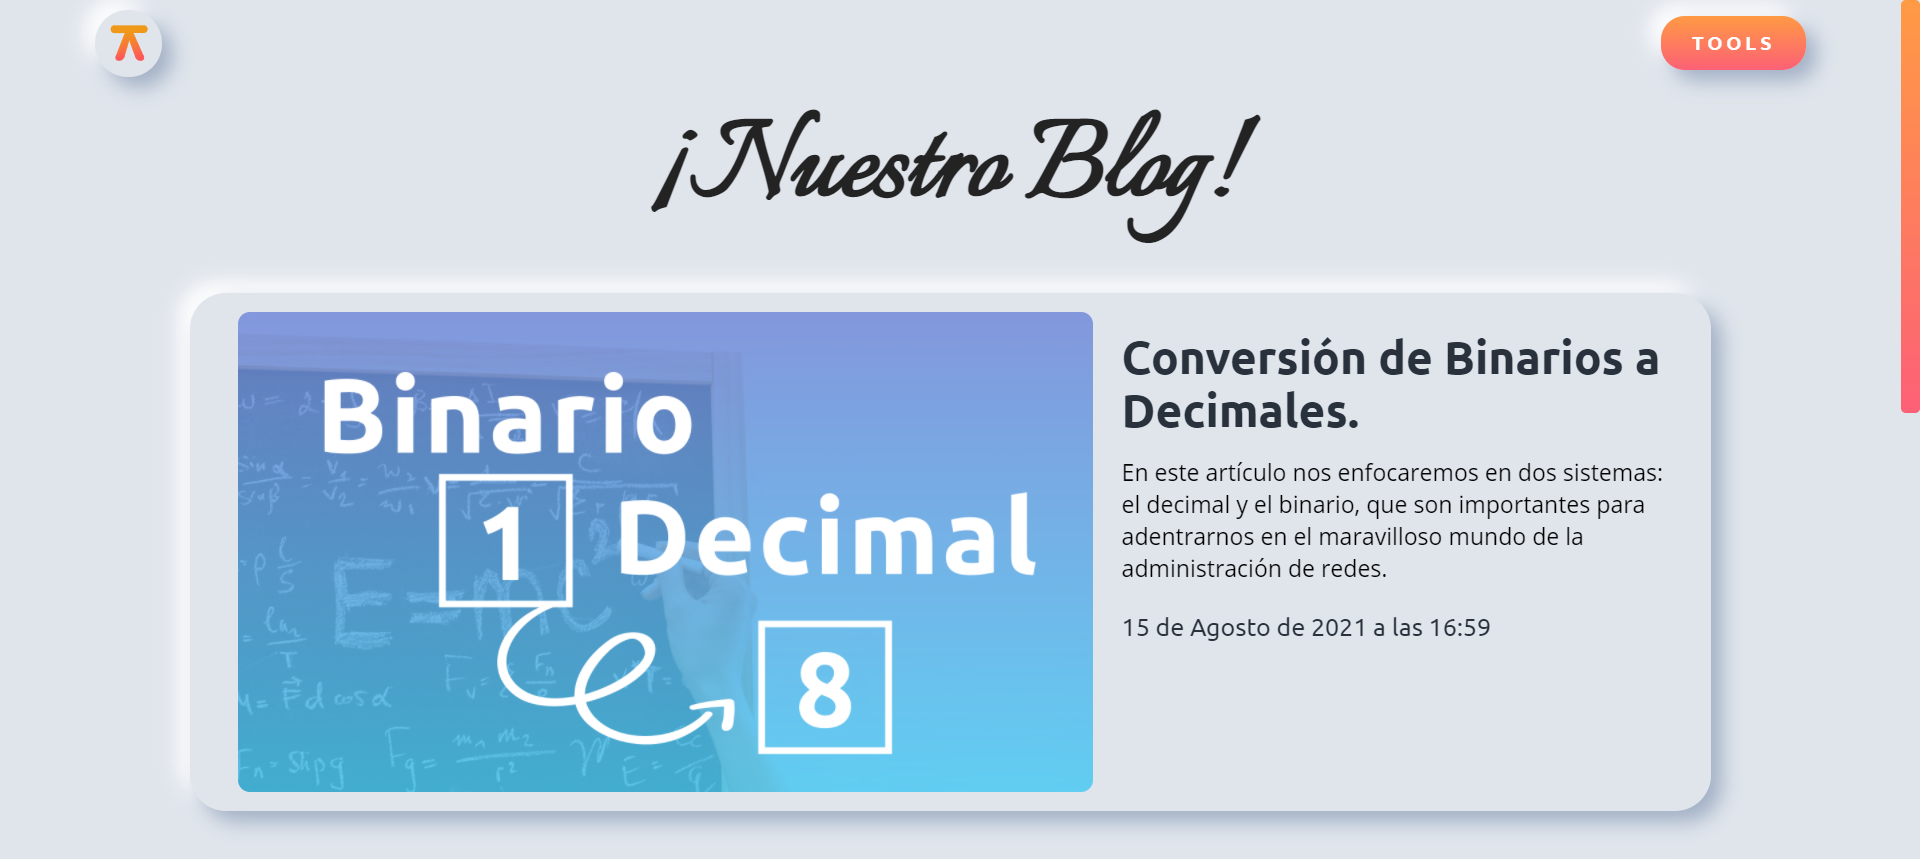 TOOLS
¡Nuestro Blog!
Binario
1 Decimal
8
E=mc²
Conversión de Binarios a
Decimales.
En este artículo nos enfocaremos en dos sistemas:
el decimal y el binario, que son importantes para
adentrarnos en el maravilloso mundo de la
administración de redes.
15 de Agosto de 2021 a las 16:59